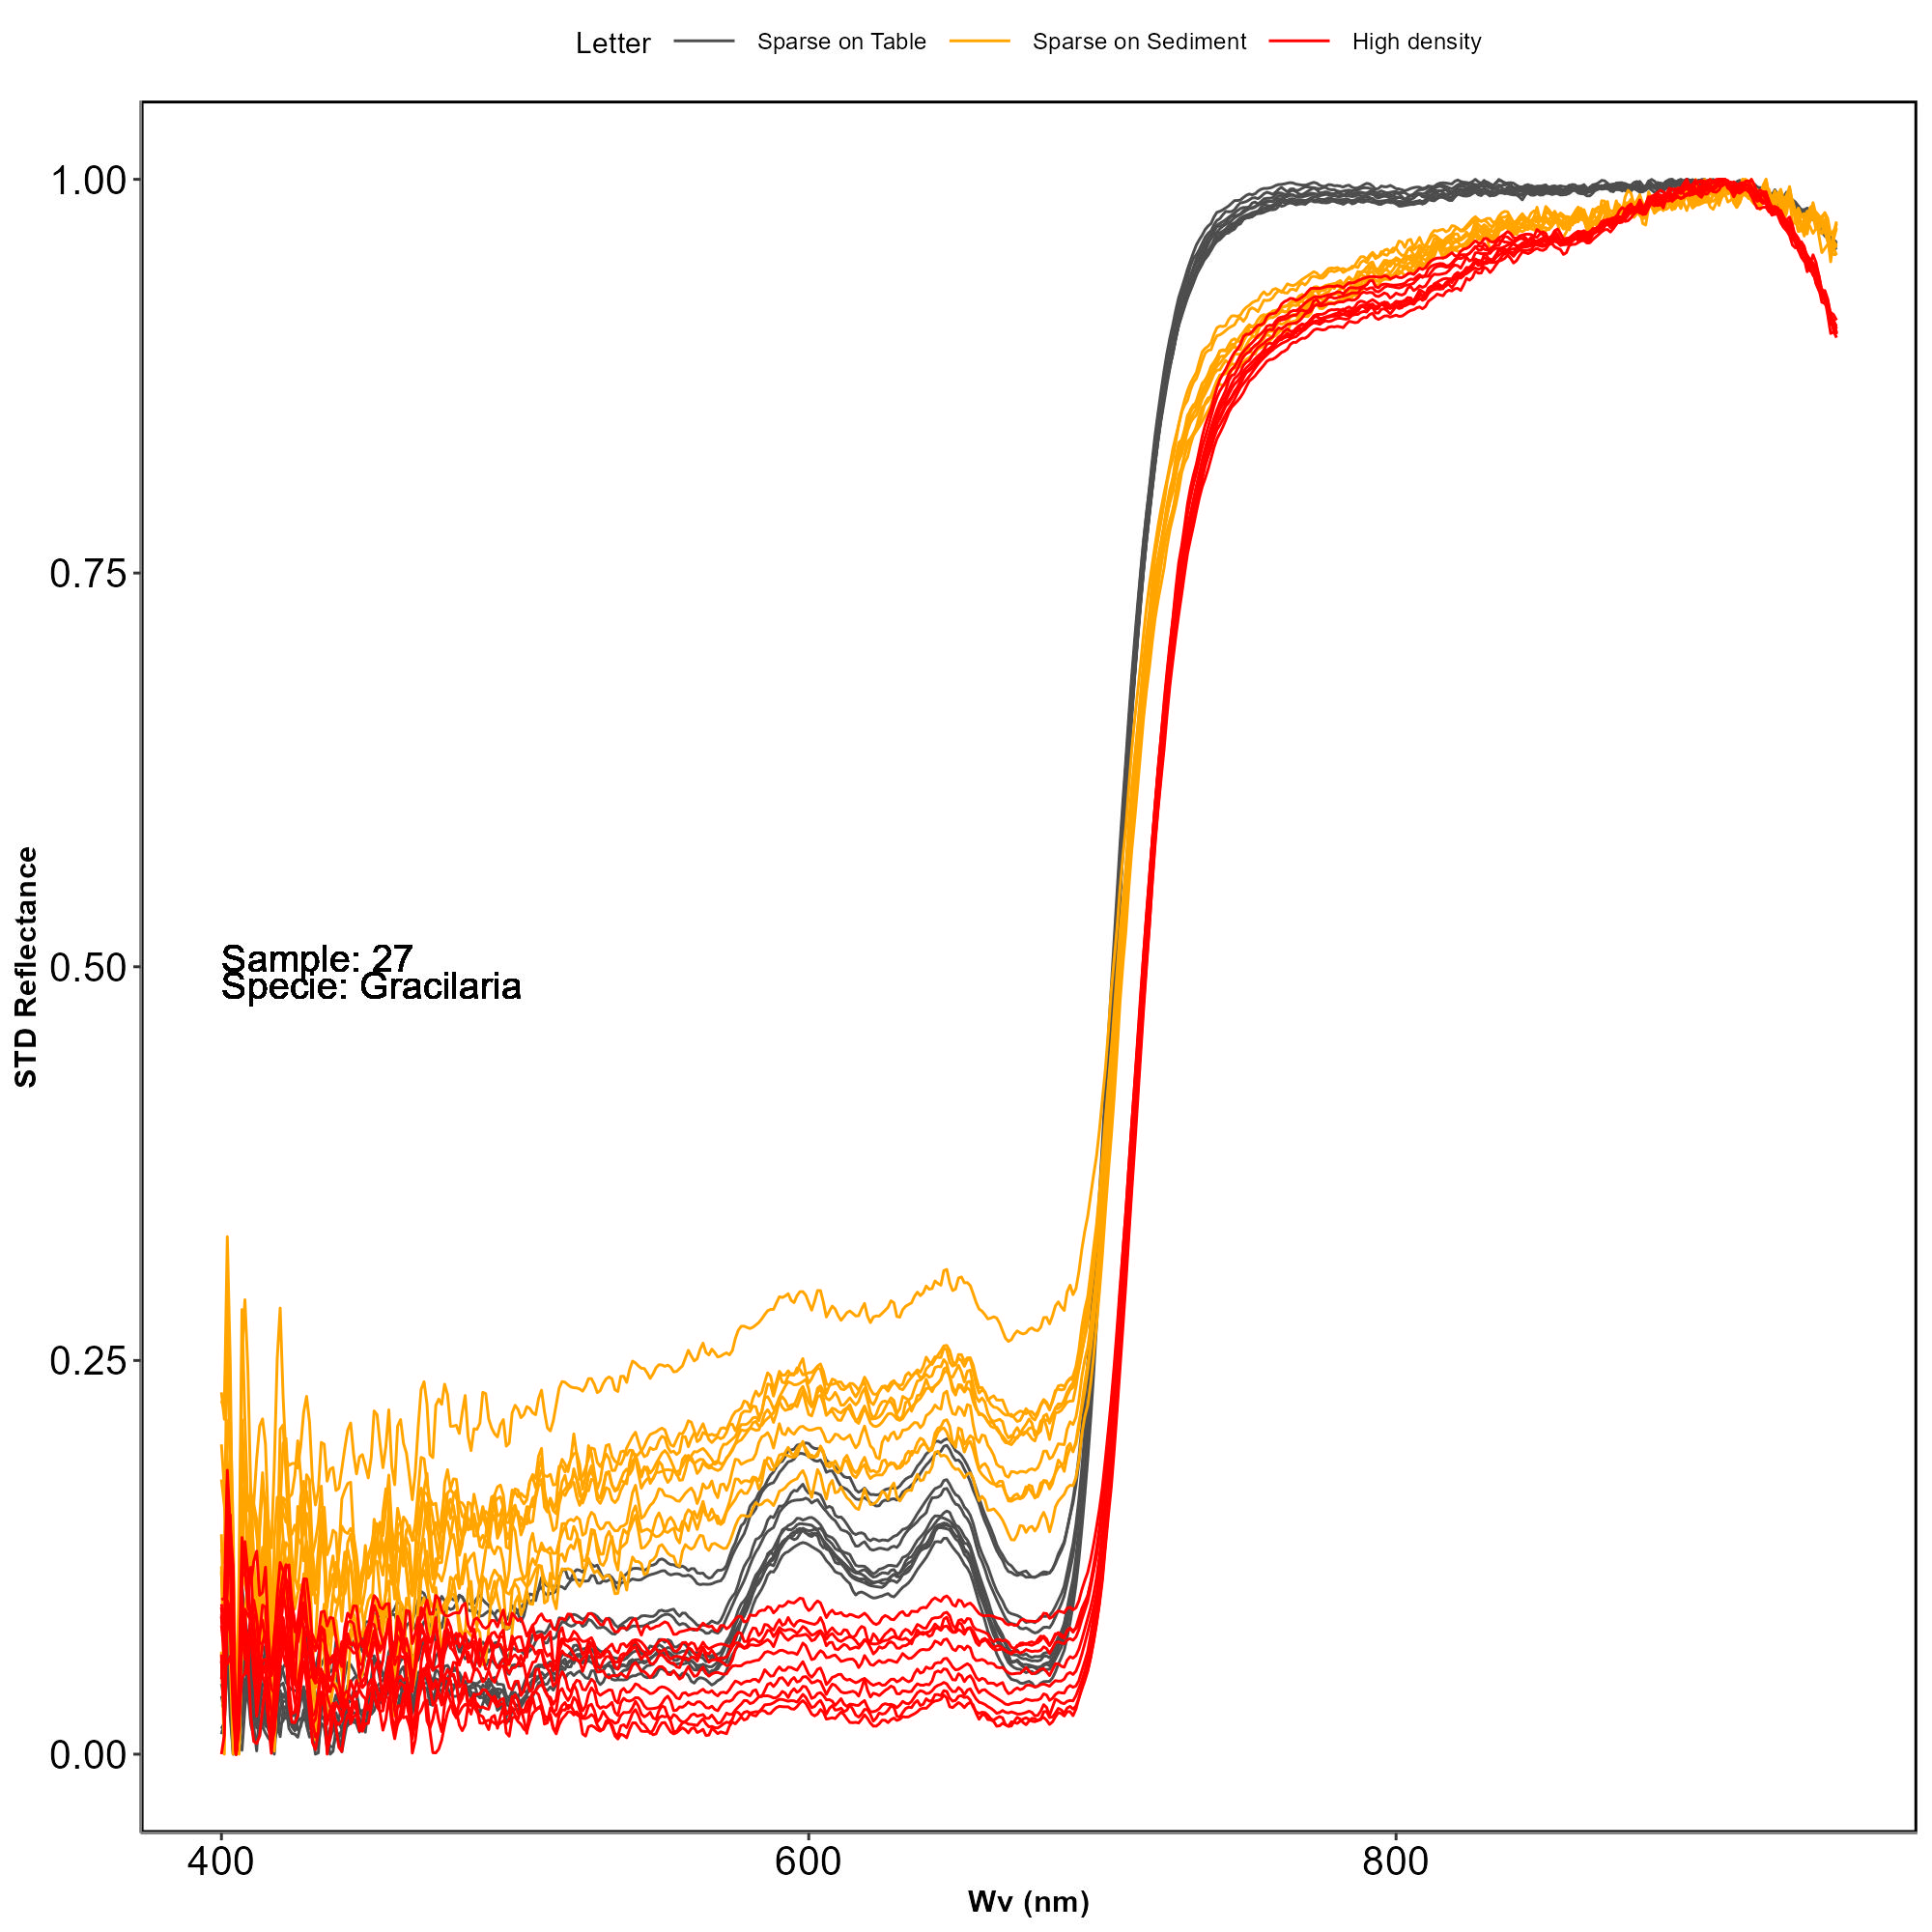 Letter Sparse on Table Sparse on Sediment High density
1.00
0.75
0.50
0.25
0.00
STD Reflectance
Sample: 27
Specie: Gracilaria
400 600 800
Wv (nm)